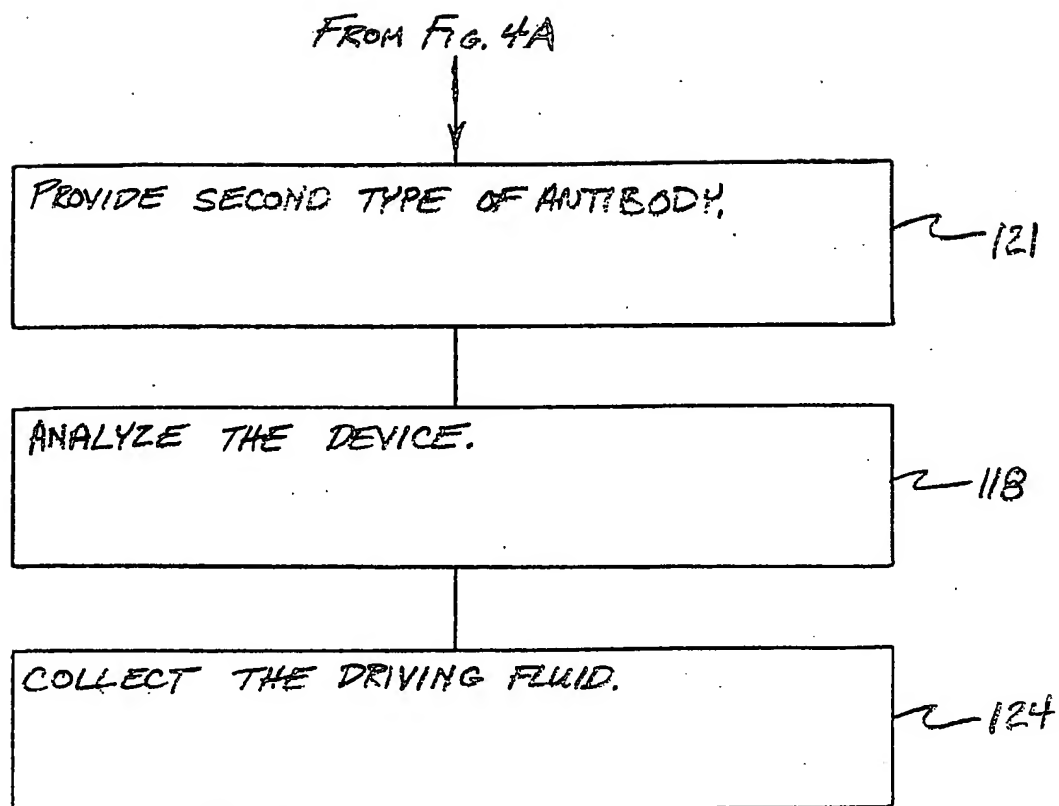 FROM FIG. 4A
PROVIDE SECOND TYPE OF ANTIBODY.
121
ANALYZE THE DEVICE.
118
COLLECT THE DRIVING FLUID.
124